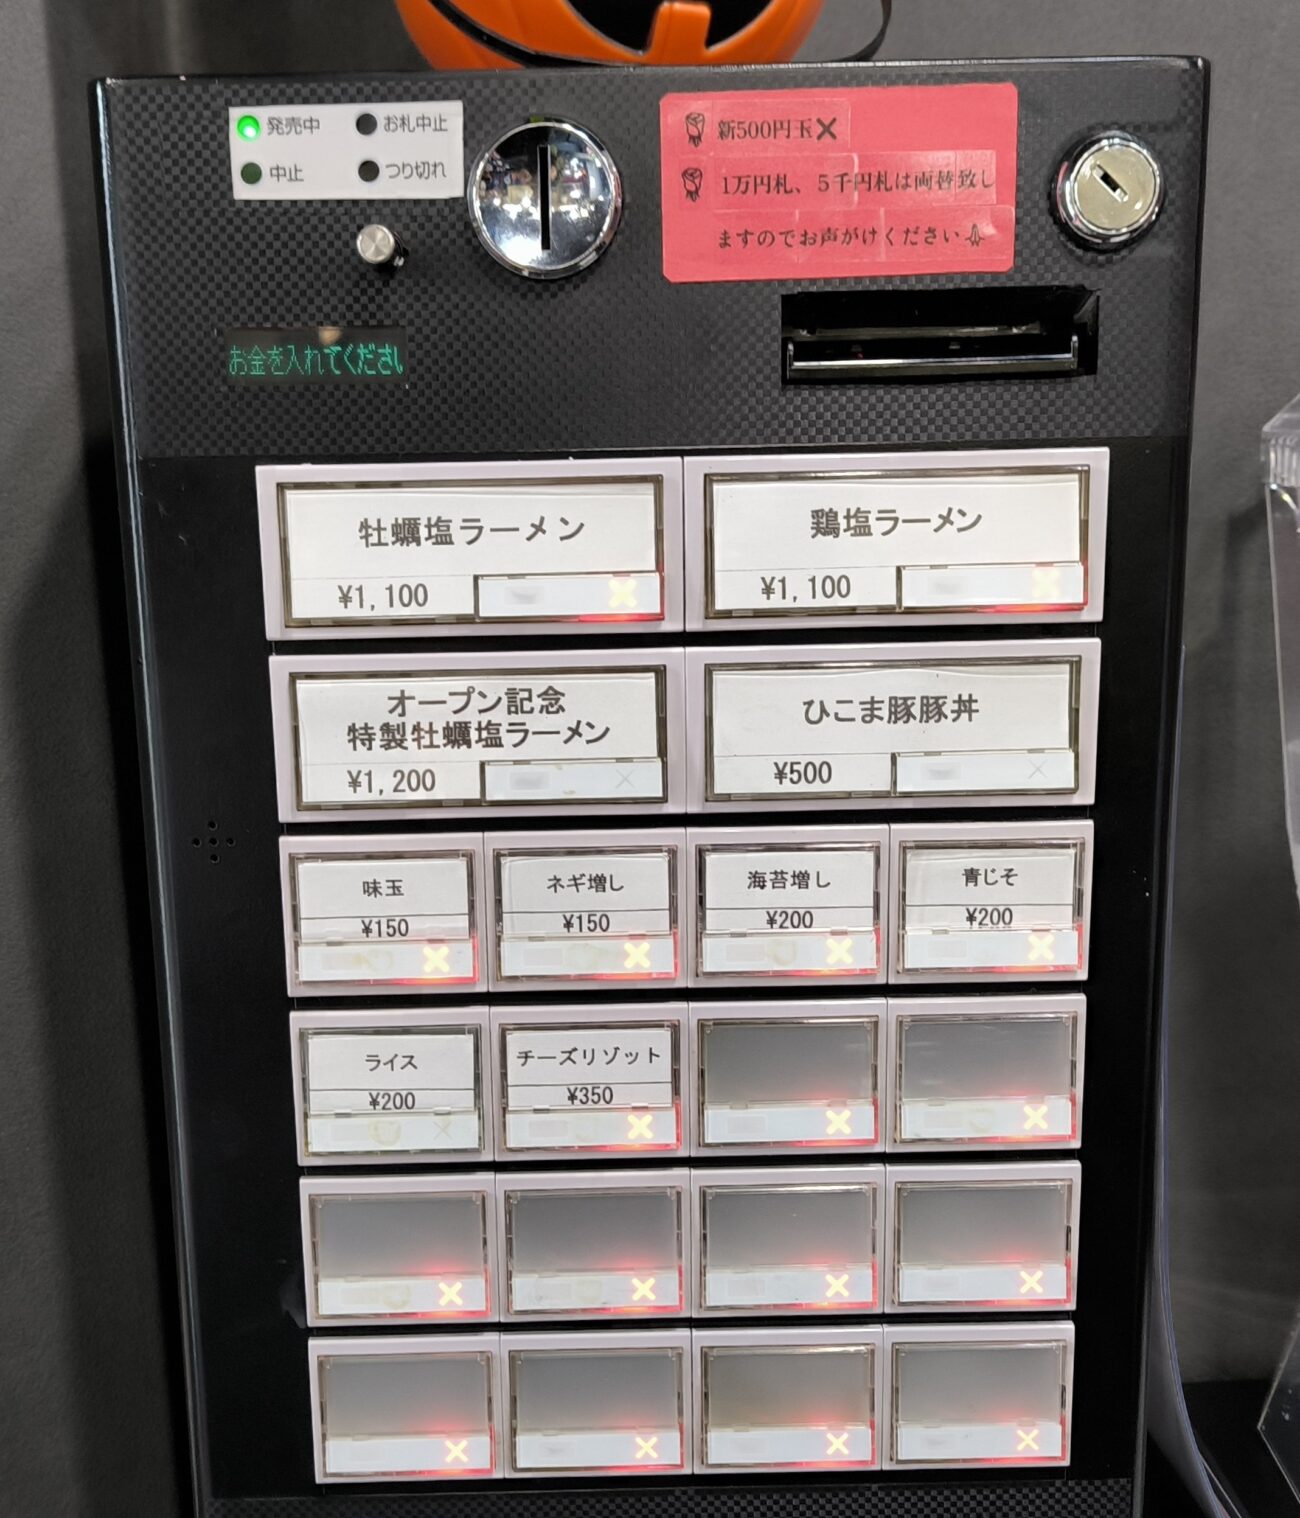 発売中 お札中止
中止 つり切れ
新500円玉✕
1万円札、5千円札は両替致し
ますのでお声がけください
お金を入れてください
牡蠣塩ラーメン
¥1,100
鶏塩ラーメン
¥1,100
オープン記念
特製牡蠣塩ラーメン
¥1,200
ひこま豚豚丼
¥500
味玉
¥150
ネギ増し
¥150
海苔増し
¥200
青じそ
¥200
ライス
¥200
チーズリゾット
¥350